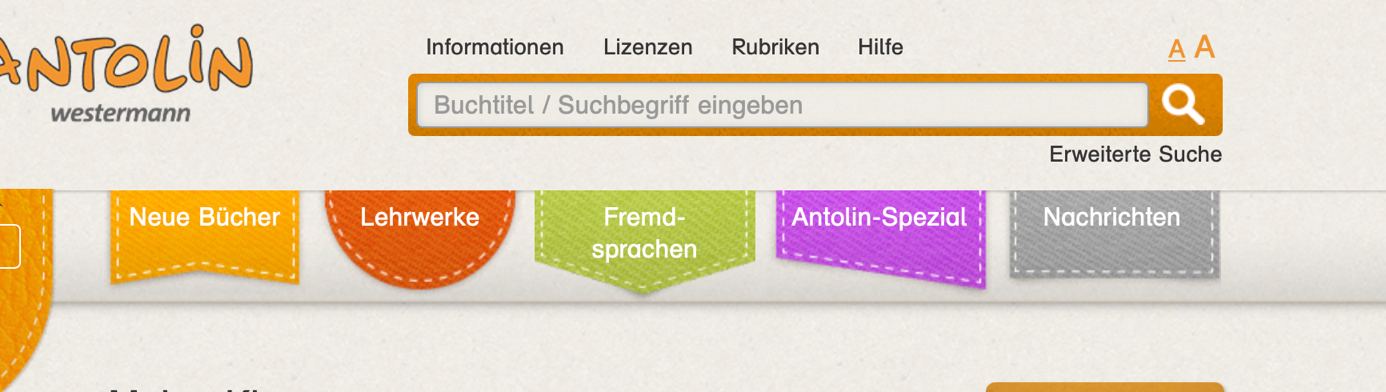 ANTOLIN
westermann
Informationen Lizenzen Rubriken Hilfe A A
Buchtitel / Suchbegriff eingeben
Erweiterte Suche
Neue Bücher
Lehrwerke
Fremd-
sprachen
Antolin-Spezial
Nachrichten